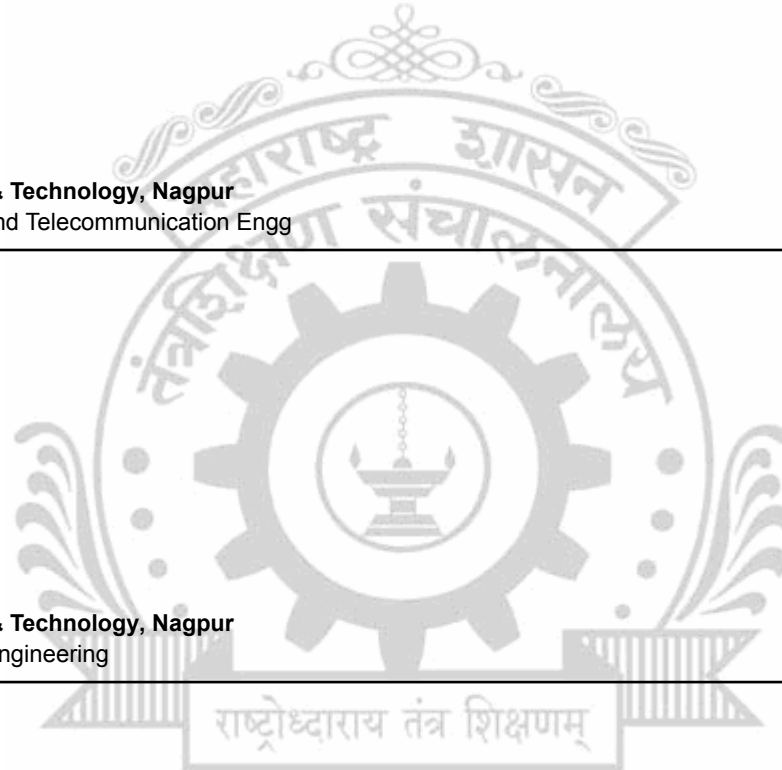 महाराष्ट्र शासन
& Technology, Nagpur
तंत्रशिक्षण संचालनालय
nd Telecommunication Engg
& Technology, Nagpur
ngineering
राष्ट्रोध्दाराय तंत्र शिक्षणम्